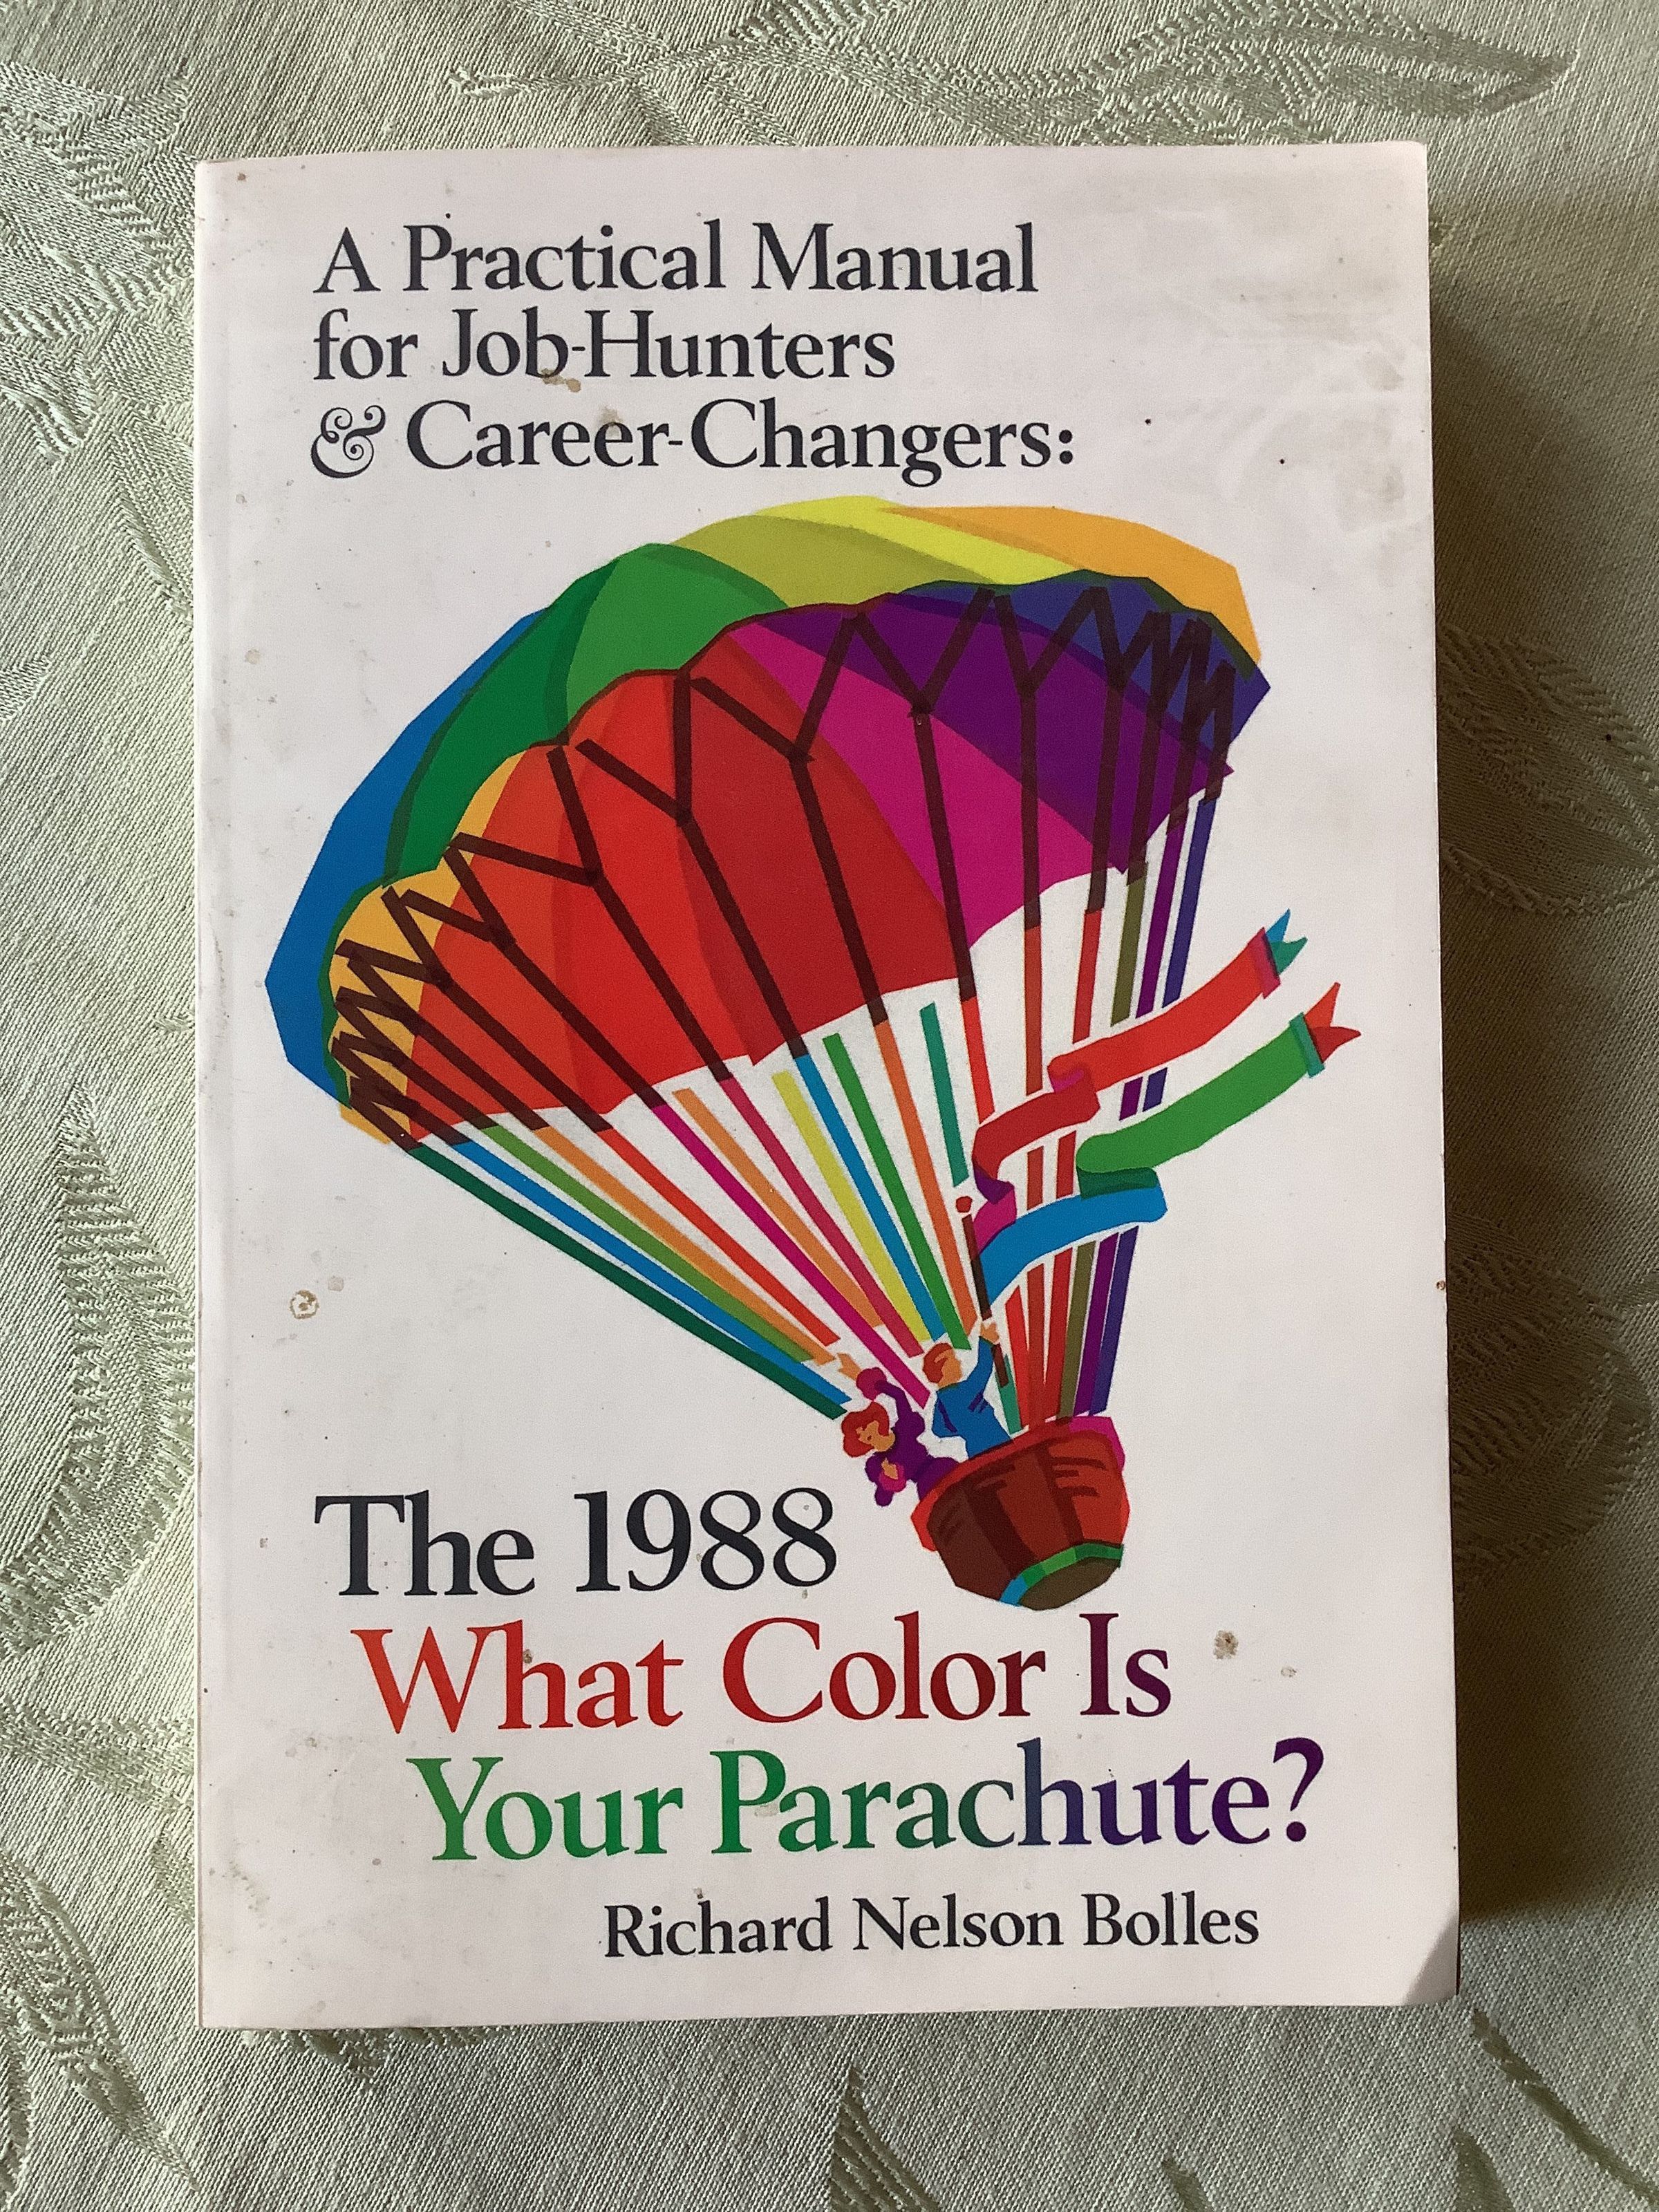 A Practical Manual
for Job-Hunters
& Career-Changers:
The 1988
What Color Is
Your Parachute?
Richard Nelson Bolles